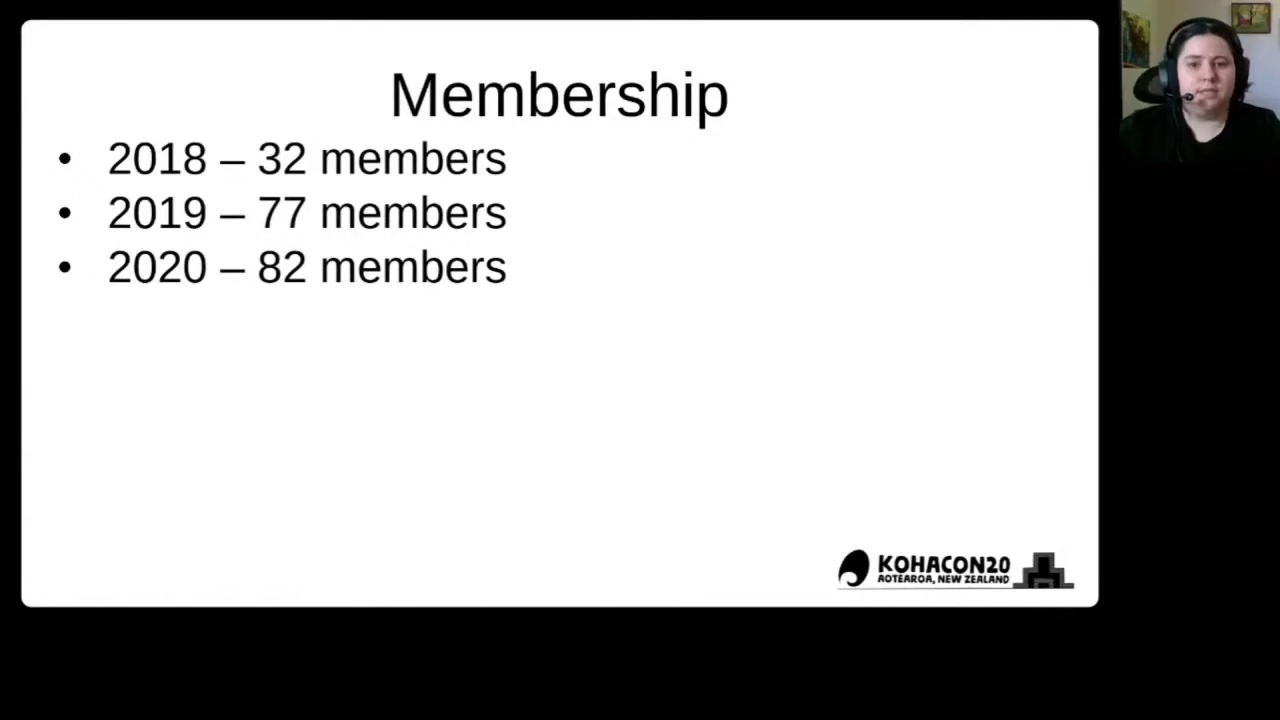 Membership
• 2018 – 32 members
• 2019 – 77 members
• 2020 – 82 members
KOHACON20
AOTEAROA, NEW ZEALAND